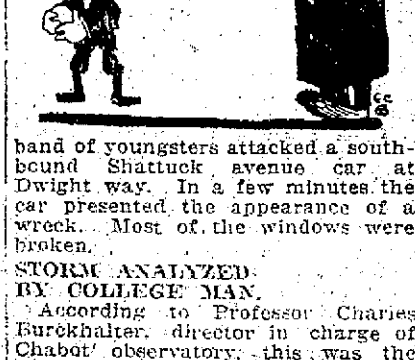 band of youngsters attacked a south-
bound Shattuck avenue car at
Dwight way. In a few minutes the
car presented the appearance of a
wreck. Most of the windows were
broken.
STORM ANALYZED
BY COLLEGE MAN.
According to Professor Charles
Burckhalter, director in charge of
Chabot observatory, this was the